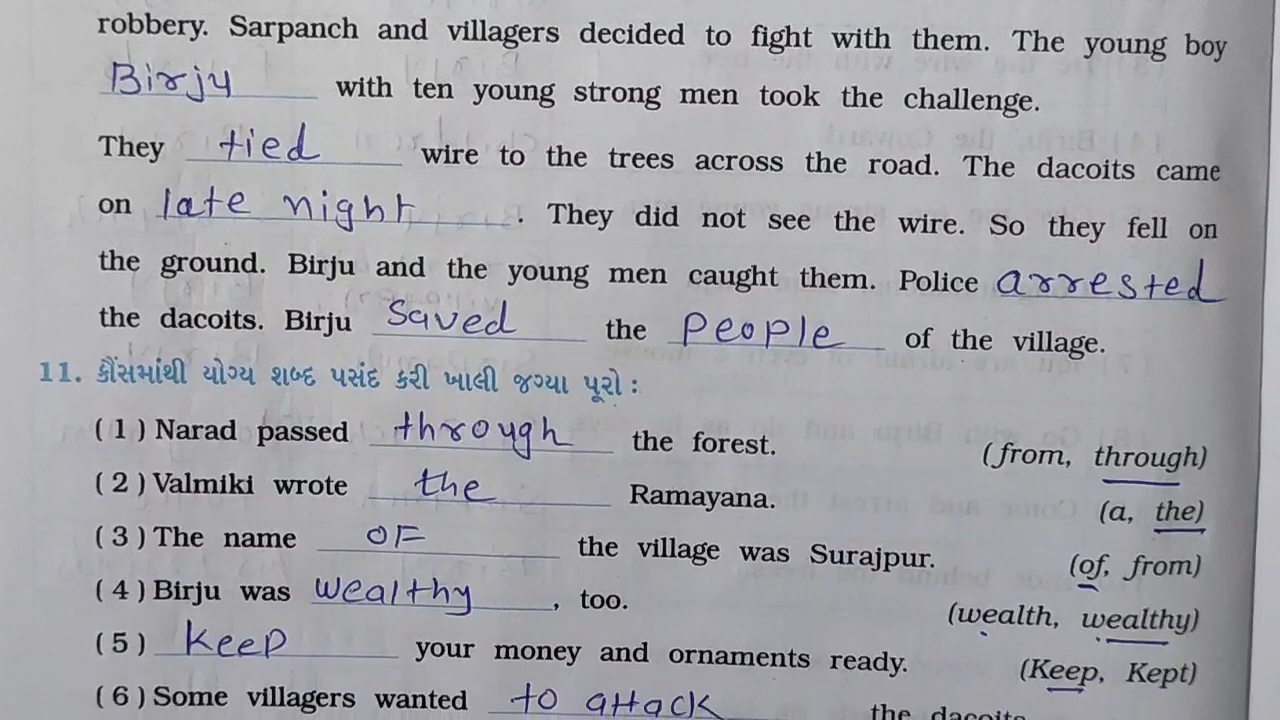 robbery. Sarpanch and villagers decided to fight with them. The young boy
Birju with ten young strong men took the challenge.
They tied wire to the trees across the road. The dacoits came
on late night. They did not see the wire. So they fell on
the ground. Birju and the young men caught them. Police arrested
the dacoits. Birju Saved the People of the village.
11. કૌંસમાંથી યોગ્ય શબ્દ પસંદ કરી ખાલી જગ્યા પૂરો :
(1) Narad passed through the forest. (from, through)
(2) Valmiki wrote the Ramayana. (a, the)
(3) The name OF the village was Surajpur. (of, from)
(4) Birju was wealthy, too. (wealth, wealthy)
(5) Keep your money and ornaments ready. (Keep, Kept)
(6) Some villagers wanted to attack the dacoits